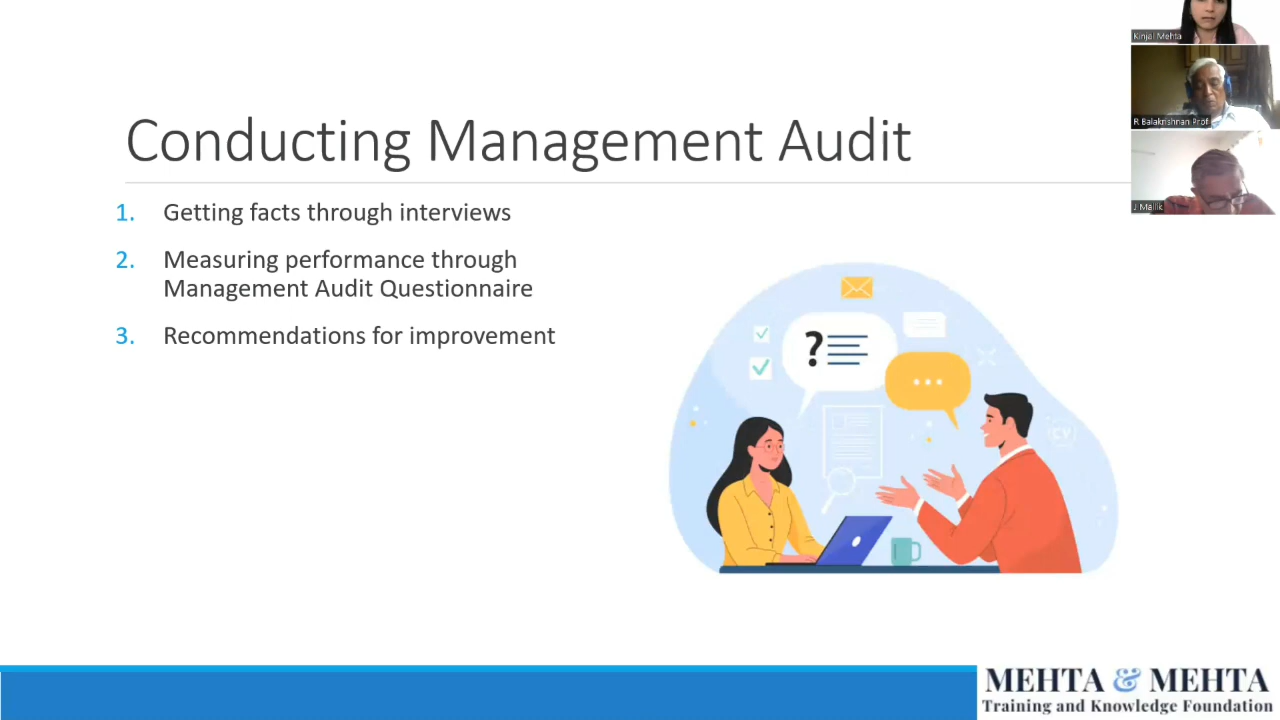 Conducting Management Audit
1. Getting facts through interviews
2. Measuring performance through
Management Audit Questionnaire
3. Recommendations for improvement
?
CV
Kinjal Mehta
R Balakrishnan Prof
J Mallik
MEHTA & MEHTA
Training and Knowledge Foundation